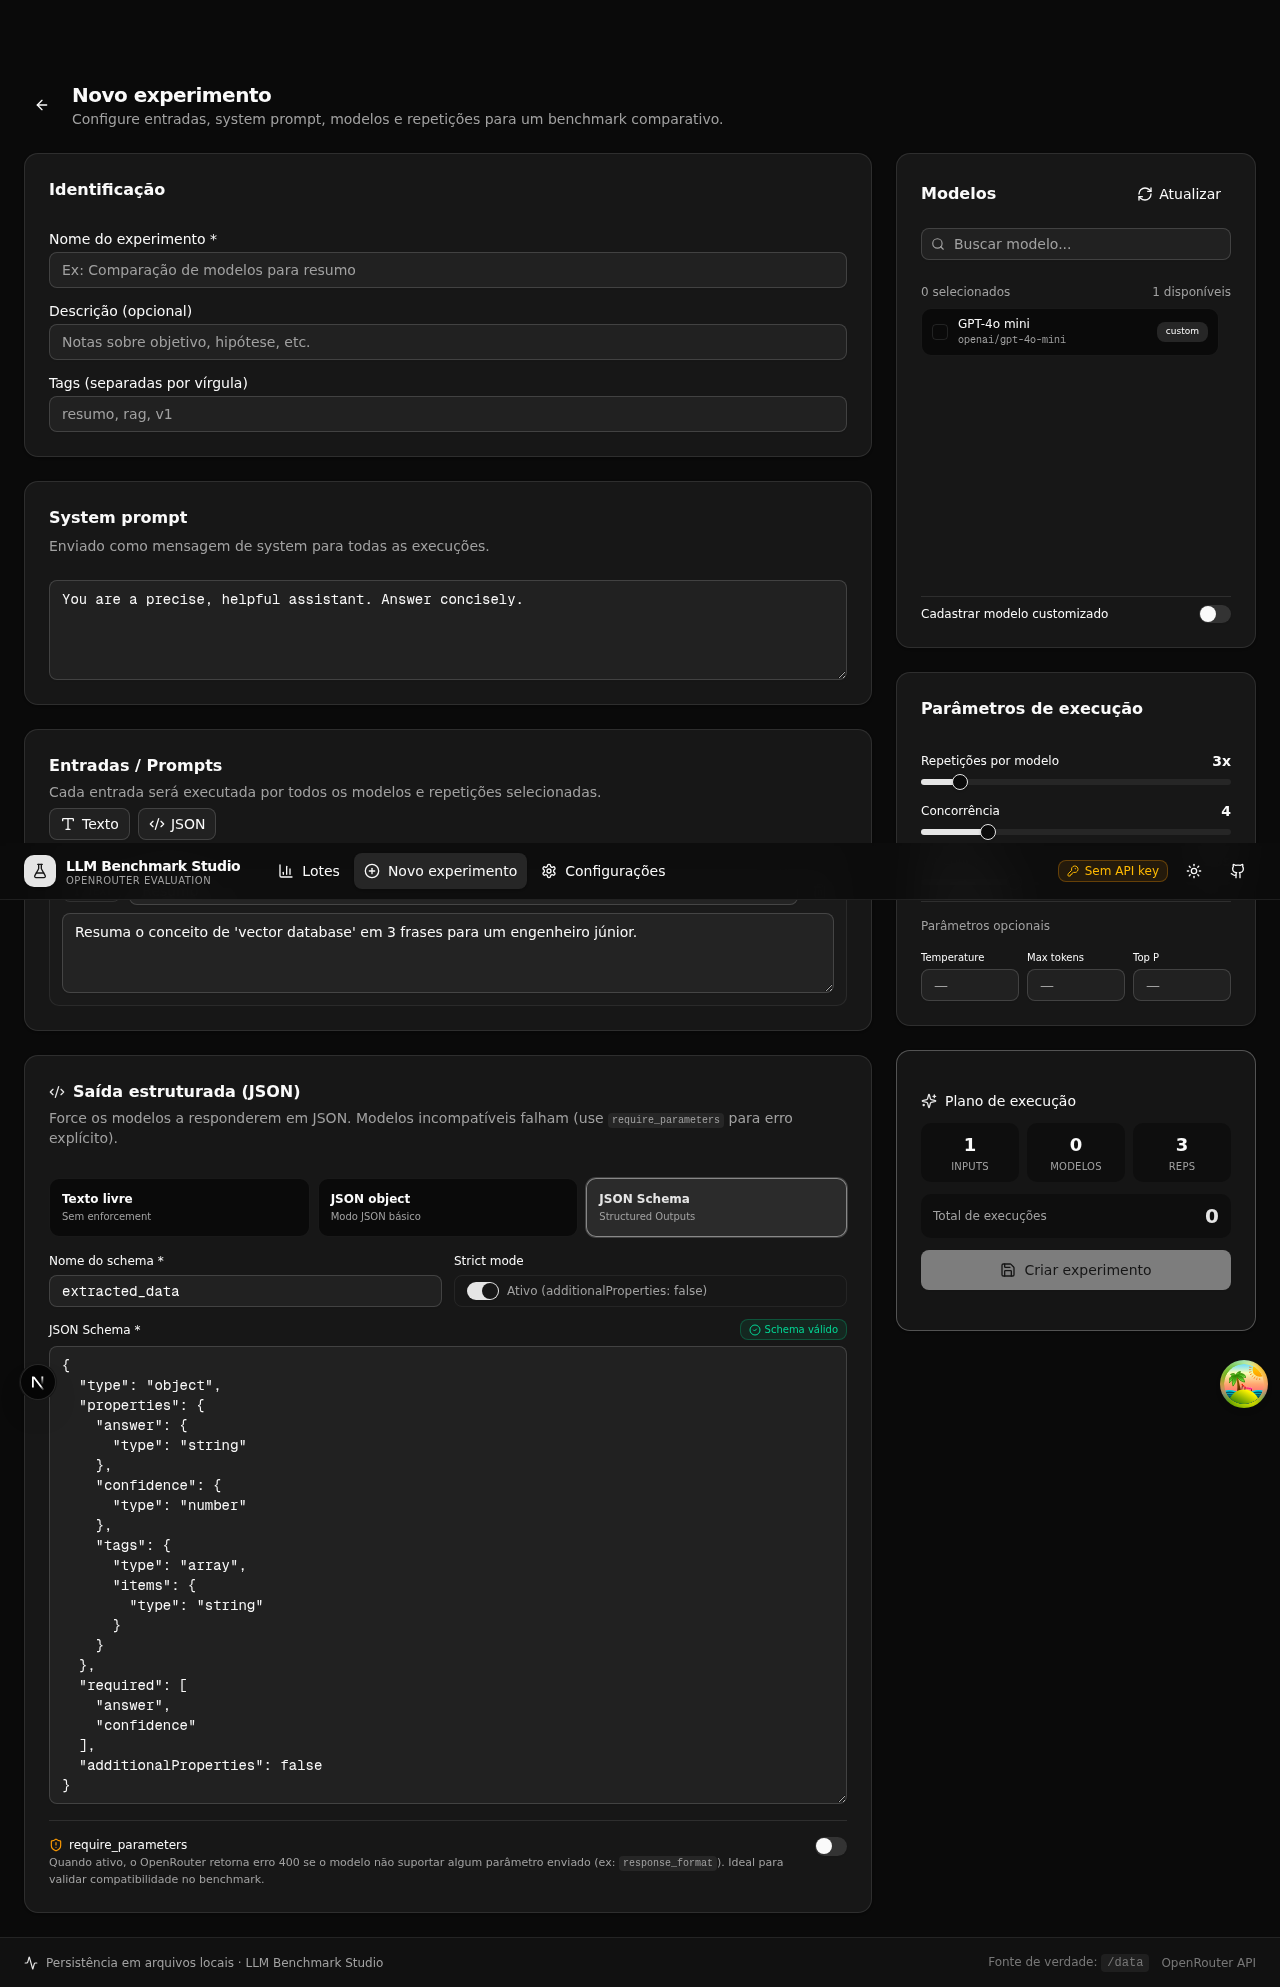 Novo experimento
Configure entradas, system prompt, modelos e repetições para um benchmark comparativo.
Identificação
Nome do experimento *
Ex: Comparação de modelos para resumo
Descrição (opcional)
Notas sobre objetivo, hipótese, etc.
Tags (separadas por vírgula)
resumo, rag, v1
System prompt
Enviado como mensagem de system para todas as execuções.
You are a precise, helpful assistant. Answer concisely.
Entradas / Prompts
Cada entrada será executada por todos os modelos e repetições selecionadas.
Texto
JSON
LLM Benchmark Studio
OPENROUTER EVALUATION
Lotes
Novo experimento
Configurações
Sem API key
Resuma o conceito de 'vector database' em 3 frases para um engenheiro júnior.
Saída estruturada (JSON)
Force os modelos a responderem em JSON. Modelos incompatíveis falham (use require_parameters para erro
explícito).
Texto livre
Sem enforcement
JSON object
Modo JSON básico
JSON Schema
Structured Outputs
Nome do schema *
extracted_data
Strict mode
Ativo (additionalProperties: false)
JSON Schema *
Schema válido
{
  "type": "object",
  "properties": {
    "answer": {
      "type": "string"
    },
    "confidence": {
      "type": "number"
    },
    "tags": {
      "type": "array",
      "items": {
        "type": "string"
      }
    }
  },
  "required": [
    "answer",
    "confidence"
  ],
  "additionalProperties": false
}
require_parameters
Quando ativo, o OpenRouter retorna erro 400 se o modelo não suportar algum parâmetro enviado (ex: response_format). Ideal para
validar compatibilidade no benchmark.
Modelos
Atualizar
Buscar modelo...
0 selecionados
1 disponíveis
GPT-4o mini
openai/gpt-4o-mini
custom
Cadastrar modelo customizado
Parâmetros de execução
Repetições por modelo
3x
Concorrência
4
Parâmetros opcionais
Temperature
Max tokens
Top P
—
—
—
Plano de execução
1
INPUTS
0
MODELOS
3
REPS
Total de execuções
0
Criar experimento
N
Persistência em arquivos locais · LLM Benchmark Studio
Fonte de verdade: /data
OpenRouter API